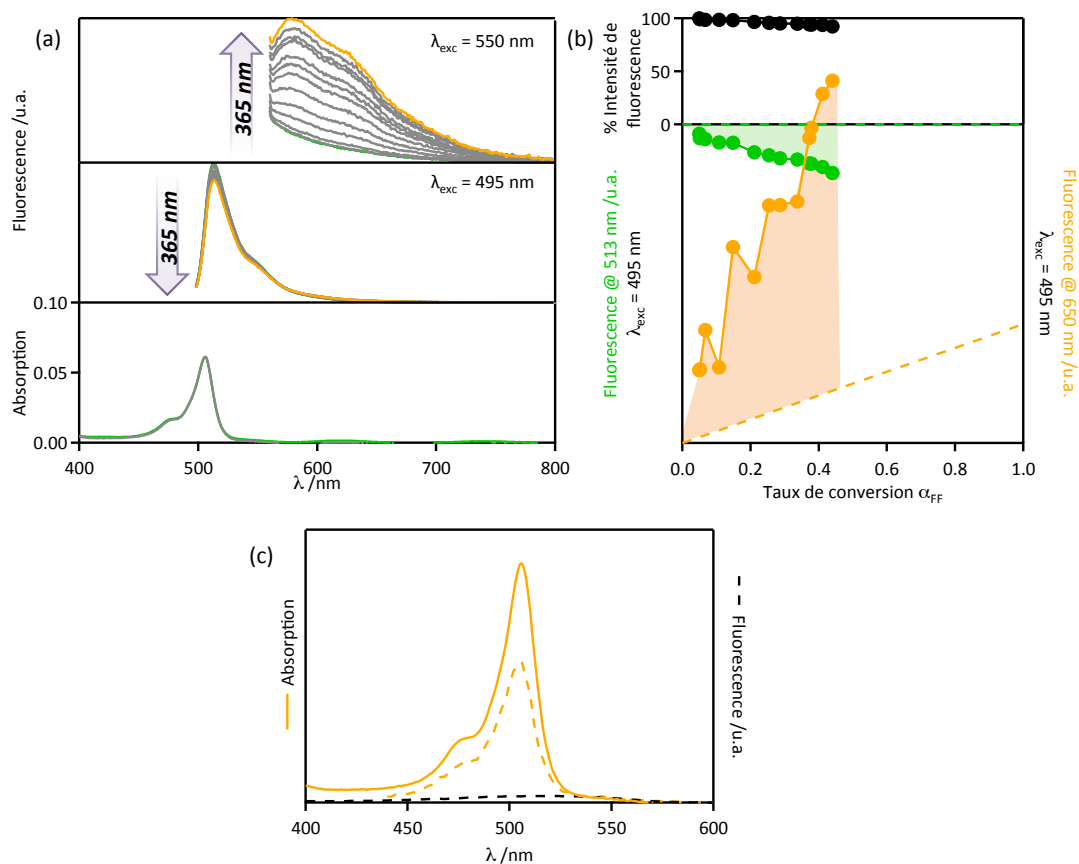 (a)
λexc = 550 nm
365 nm
Fluorescence /u.a.
λexc = 495 nm
365 nm
0.10
0.05
0.00
Absorption
400 500 600 700 800
λ /nm
(b)
% Intensité de
fluorescence
100
50
0
Fluorescence @ 513 nm /u.a.
λexc = 495 nm
λexc = 495 nm
Fluorescence @ 650 nm /u.a.
0.0 0.2 0.4 0.6 0.8 1.0
Taux de conversion αFF
(c)
Absorption
Fluorescence /u.a.
400 450 500 550 600
λ /nm